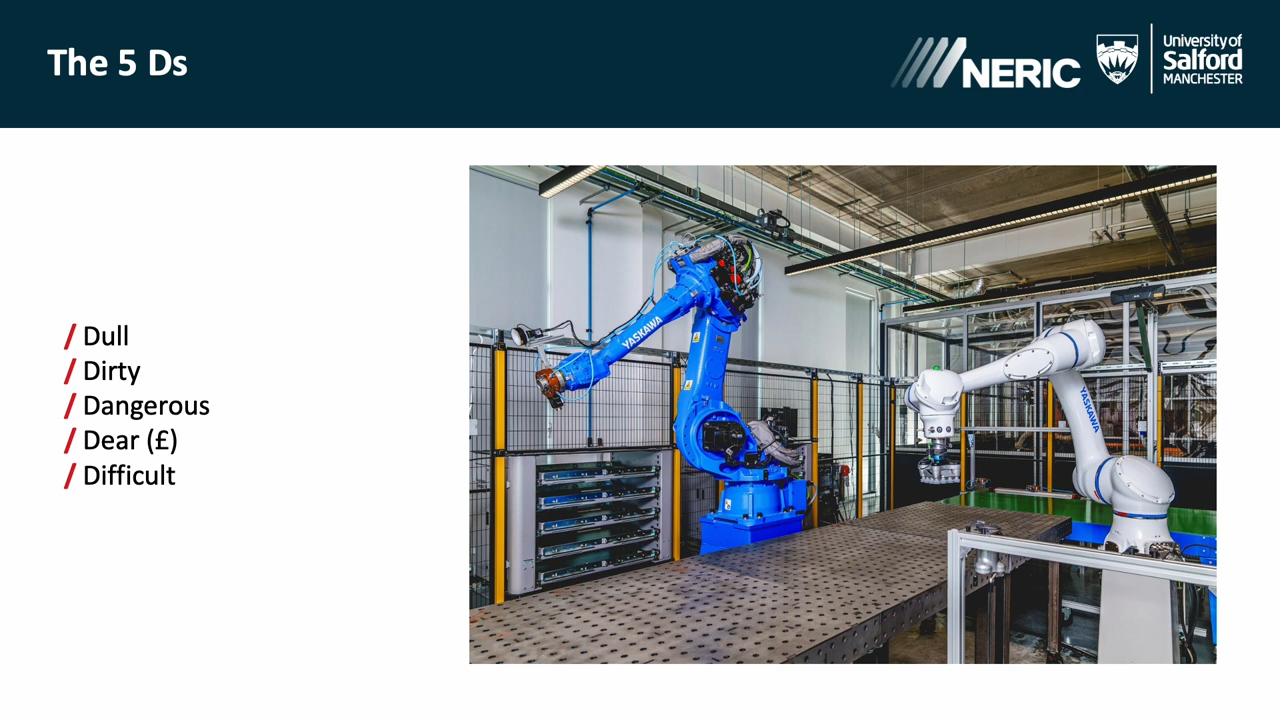 The 5 Ds
NERIC
University of
Salford
MANCHESTER
/ Dull
/ Dirty
/ Dangerous
/ Dear (£)
/ Difficult
YASKAWA
YASKAWA